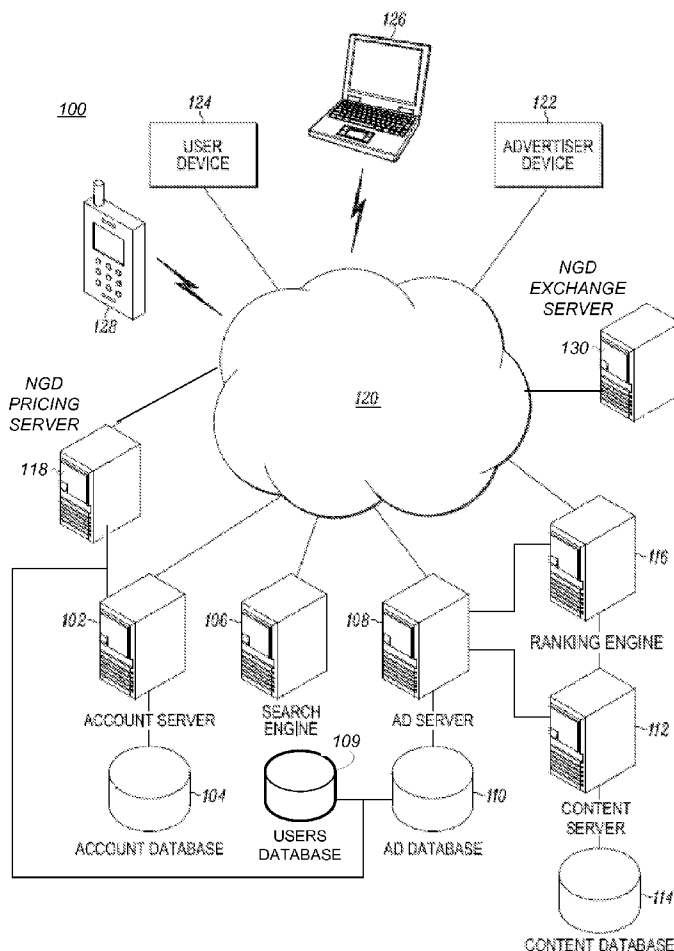 126
124
122
100
USER
DEVICE
ADVERTISER
DEVICE
NGD
EXCHANGE SERVER
128
130
120
NGD
PRICING
SERVER
118
116
102
106
108
RANKING ENGINE
ACCOUNT SERVER
SEARCH
ENGINE
AD SERVER
112
109
104
110
CONTENT
SERVER
ACCOUNT DATABASE
USERS
DATABASE
AD DATABASE
114
CONTENT DATABASE